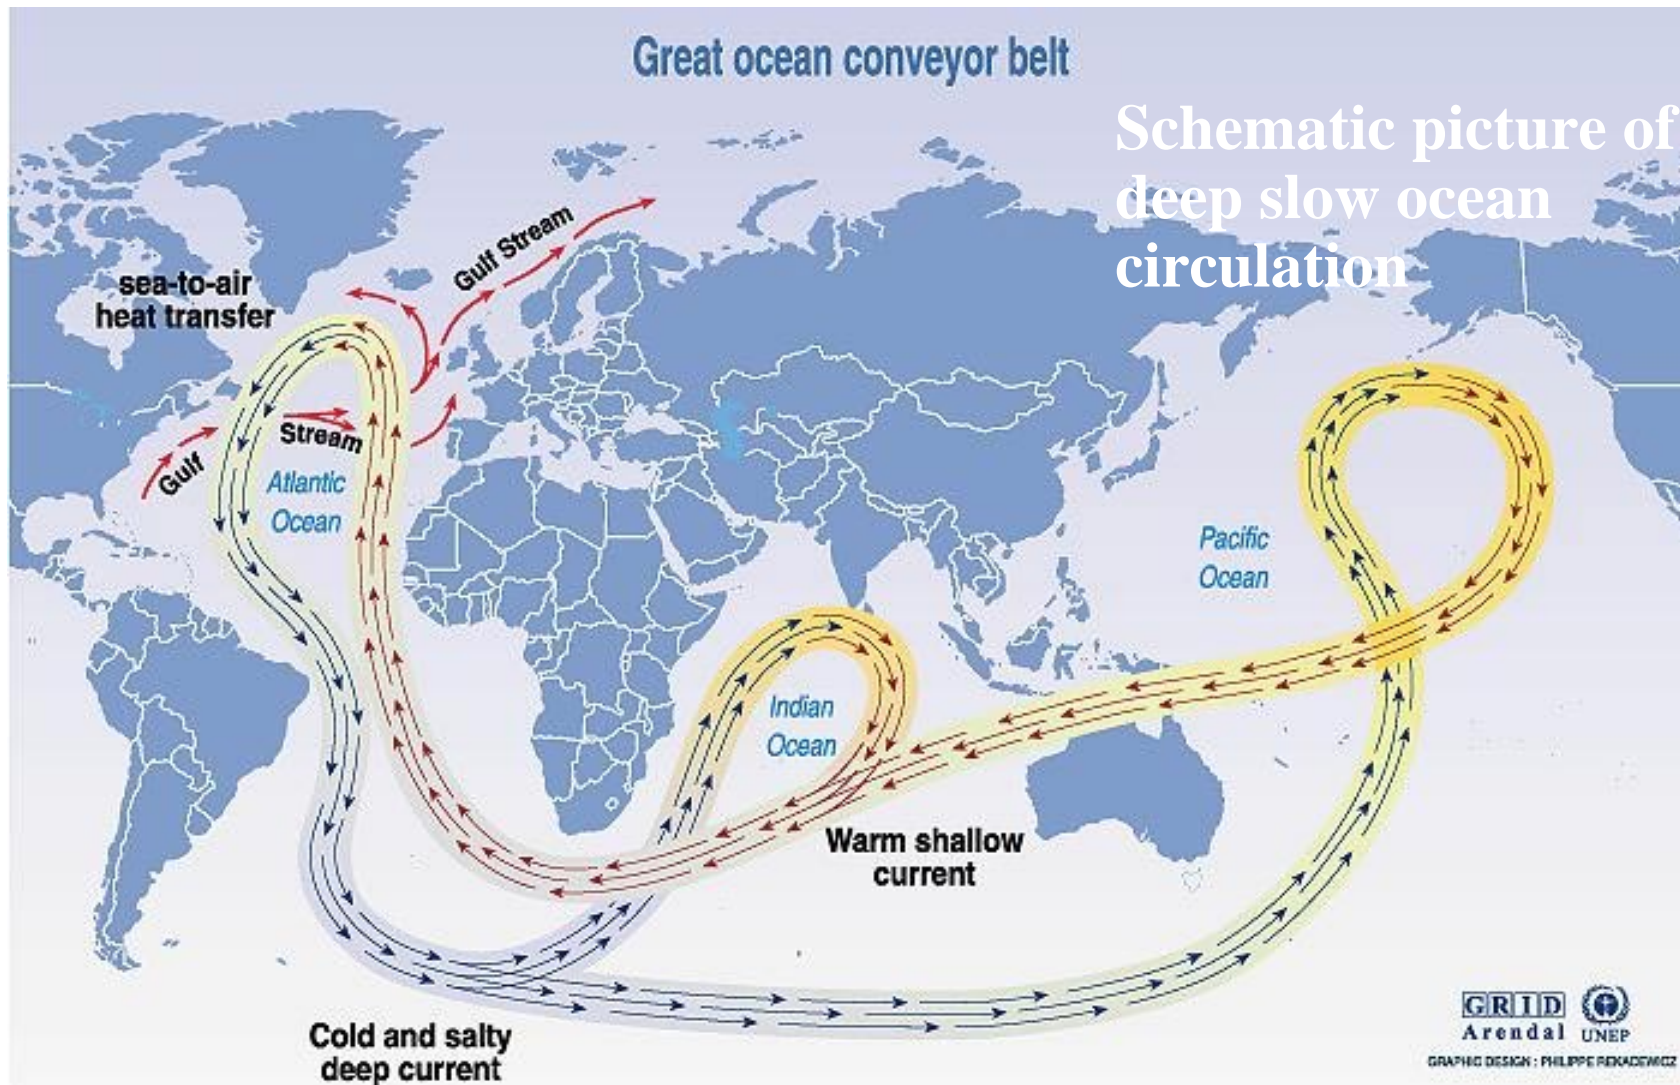 Great ocean conveyor belt
Schematic picture of
deep slow ocean
circulation
Gulf Stream
sea-to-air
heat transfer
Stream
Gulf
Atlantic
Ocean
Pacific
Ocean
Indian
Ocean
Warm shallow
current
Cold and salty
deep current
GRID
Arendal
UNEP
GRAPHIC DESIGN : PHILIPPE REKACEWICZ